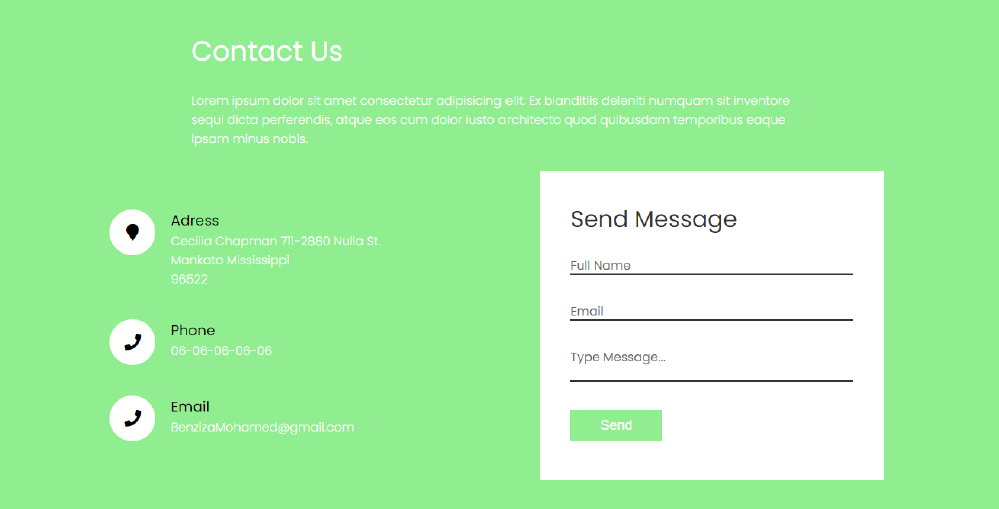 Contact Us
Lorem ipsum dolor sit amet consectetur adipisicing elit. Ex blanditiis deleniti numquam sit inventore
sequi dicta perferendis, atque eos cum dolor iusto architecto quod quibusdam temporibus eaque
ipsam minus nobis.
Adress
Cecilia Chapman 711-2880 Nulla St.
Mankato Mississippi
96522
Phone
06-06-06-06-06
Email
BenzizaMohamed@gmail.com
Send Message
Full Name
Email
Type Message...
Send